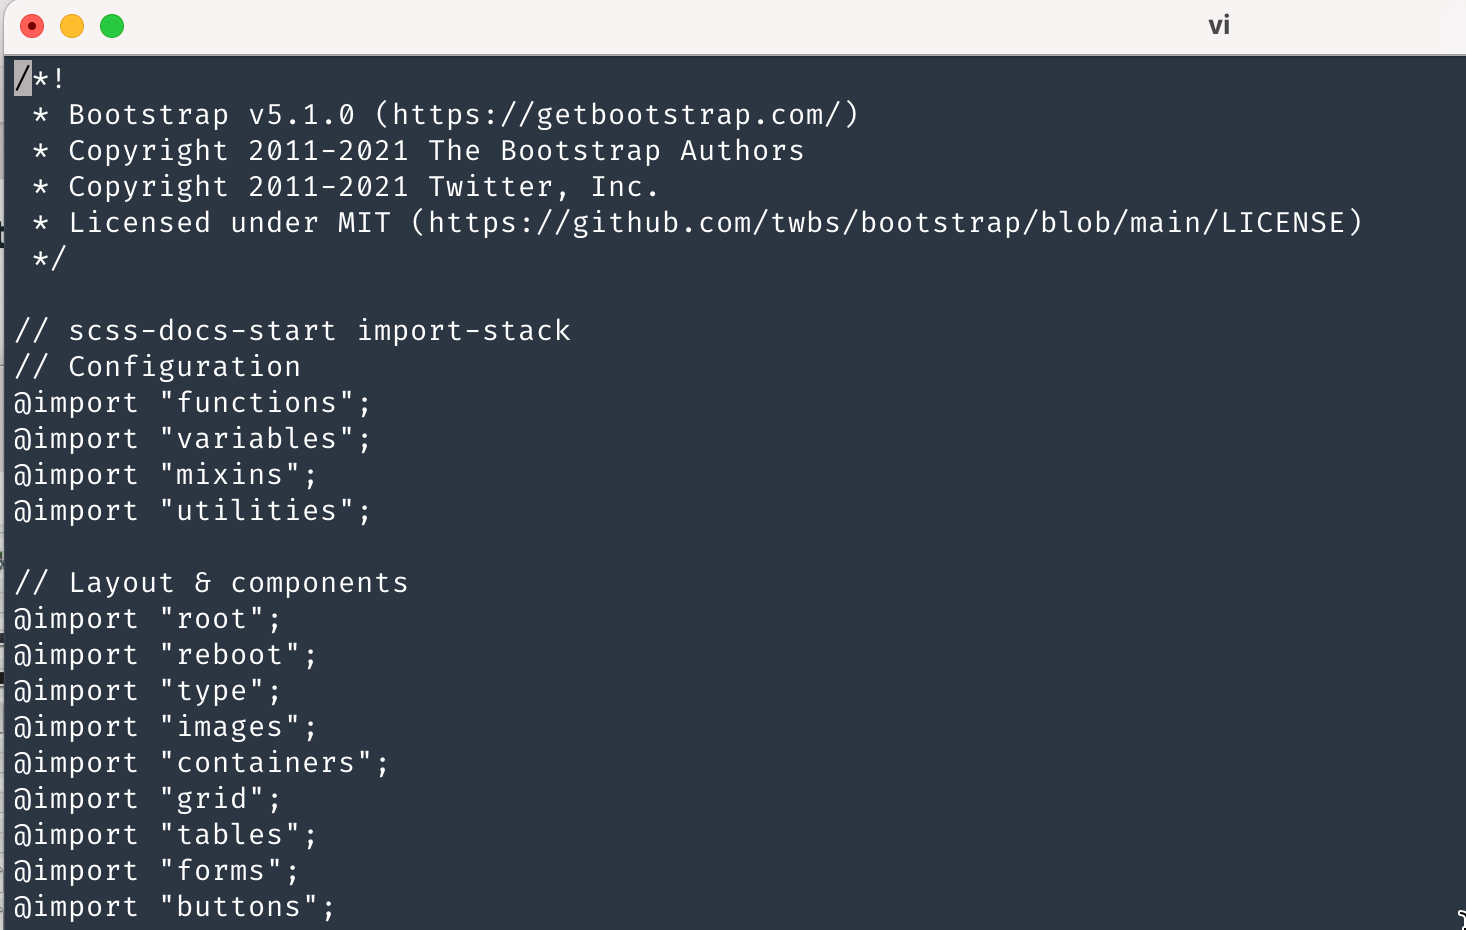 vi
/*!
 * Bootstrap v5.1.0 (https://getbootstrap.com/)
 * Copyright 2011-2021 The Bootstrap Authors
 * Copyright 2011-2021 Twitter, Inc.
 * Licensed under MIT (https://github.com/twbs/bootstrap/blob/main/LICENSE)
 */

// scss-docs-start import-stack
// Configuration
@import "functions";
@import "variables";
@import "mixins";
@import "utilities";

// Layout & components
@import "root";
@import "reboot";
@import "type";
@import "images";
@import "containers";
@import "grid";
@import "tables";
@import "forms";
@import "buttons";